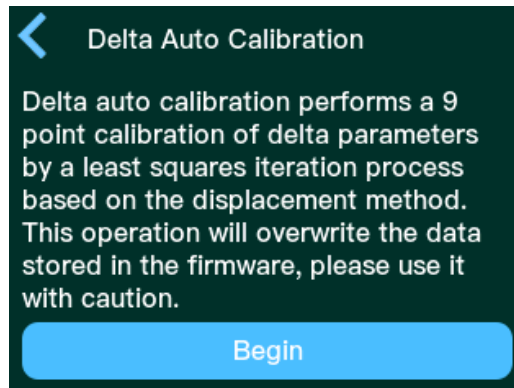 Delta Auto Calibration
Delta auto calibration performs a 9
point calibration of delta parameters
by a least squares iteration process
based on the displacement method.
This operation will overwrite the data
stored in the firmware, please use it
with caution.
Begin